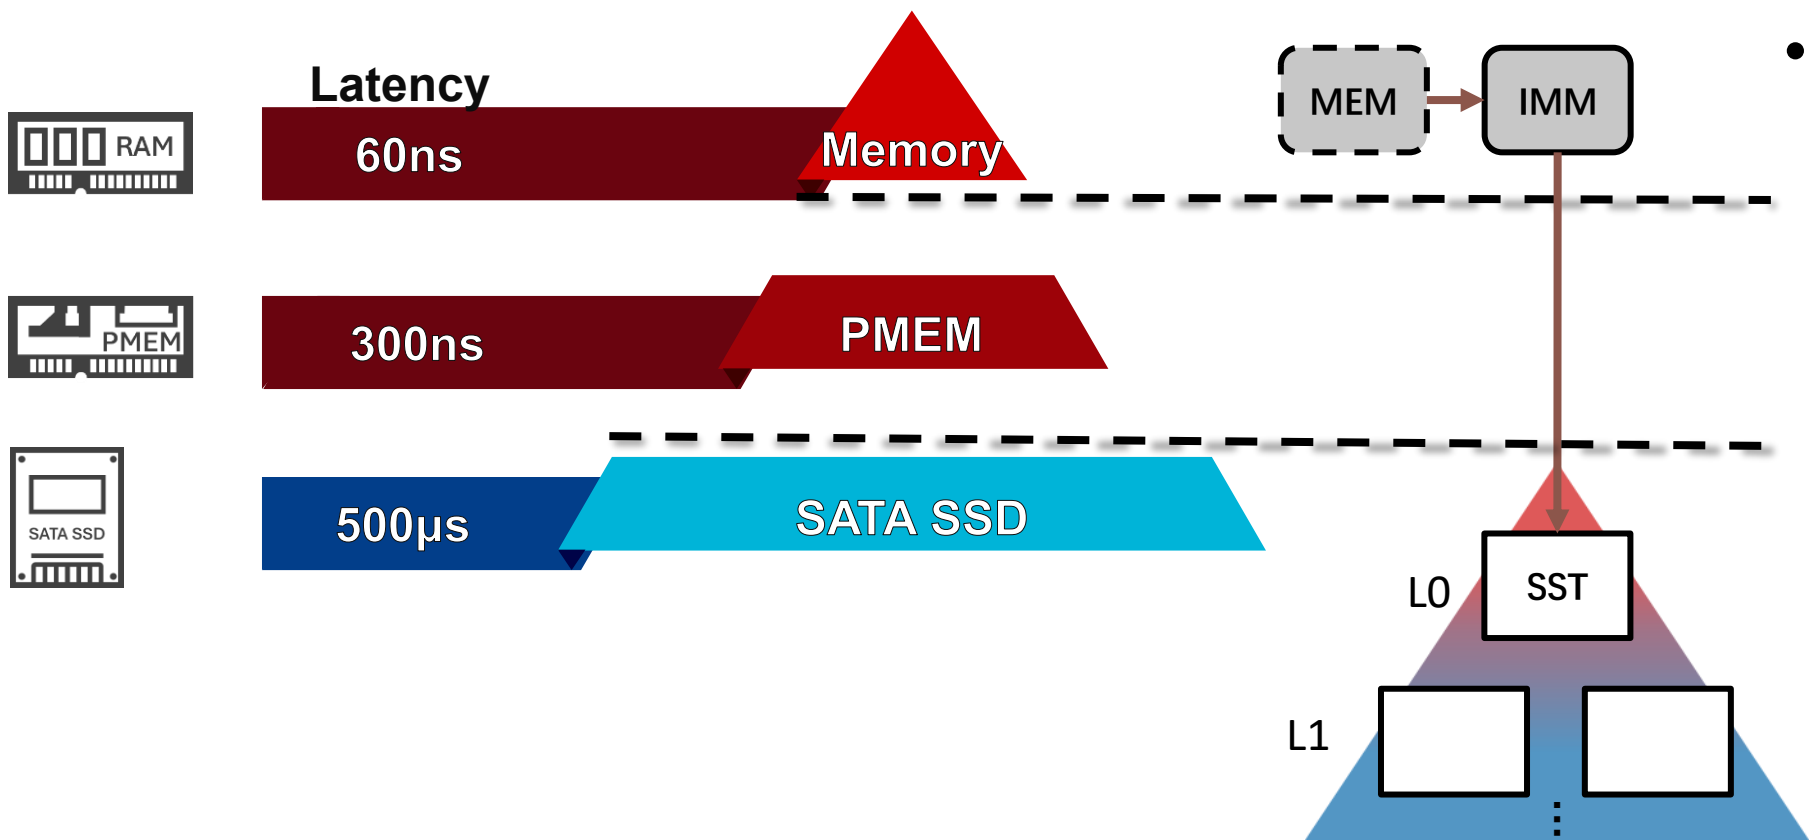 Latency
RAM
60ns
Memory
MEM
IMM
PMEM
300ns
PMEM
SATA SSD
500µs
SATA SSD
L0
SST
L1